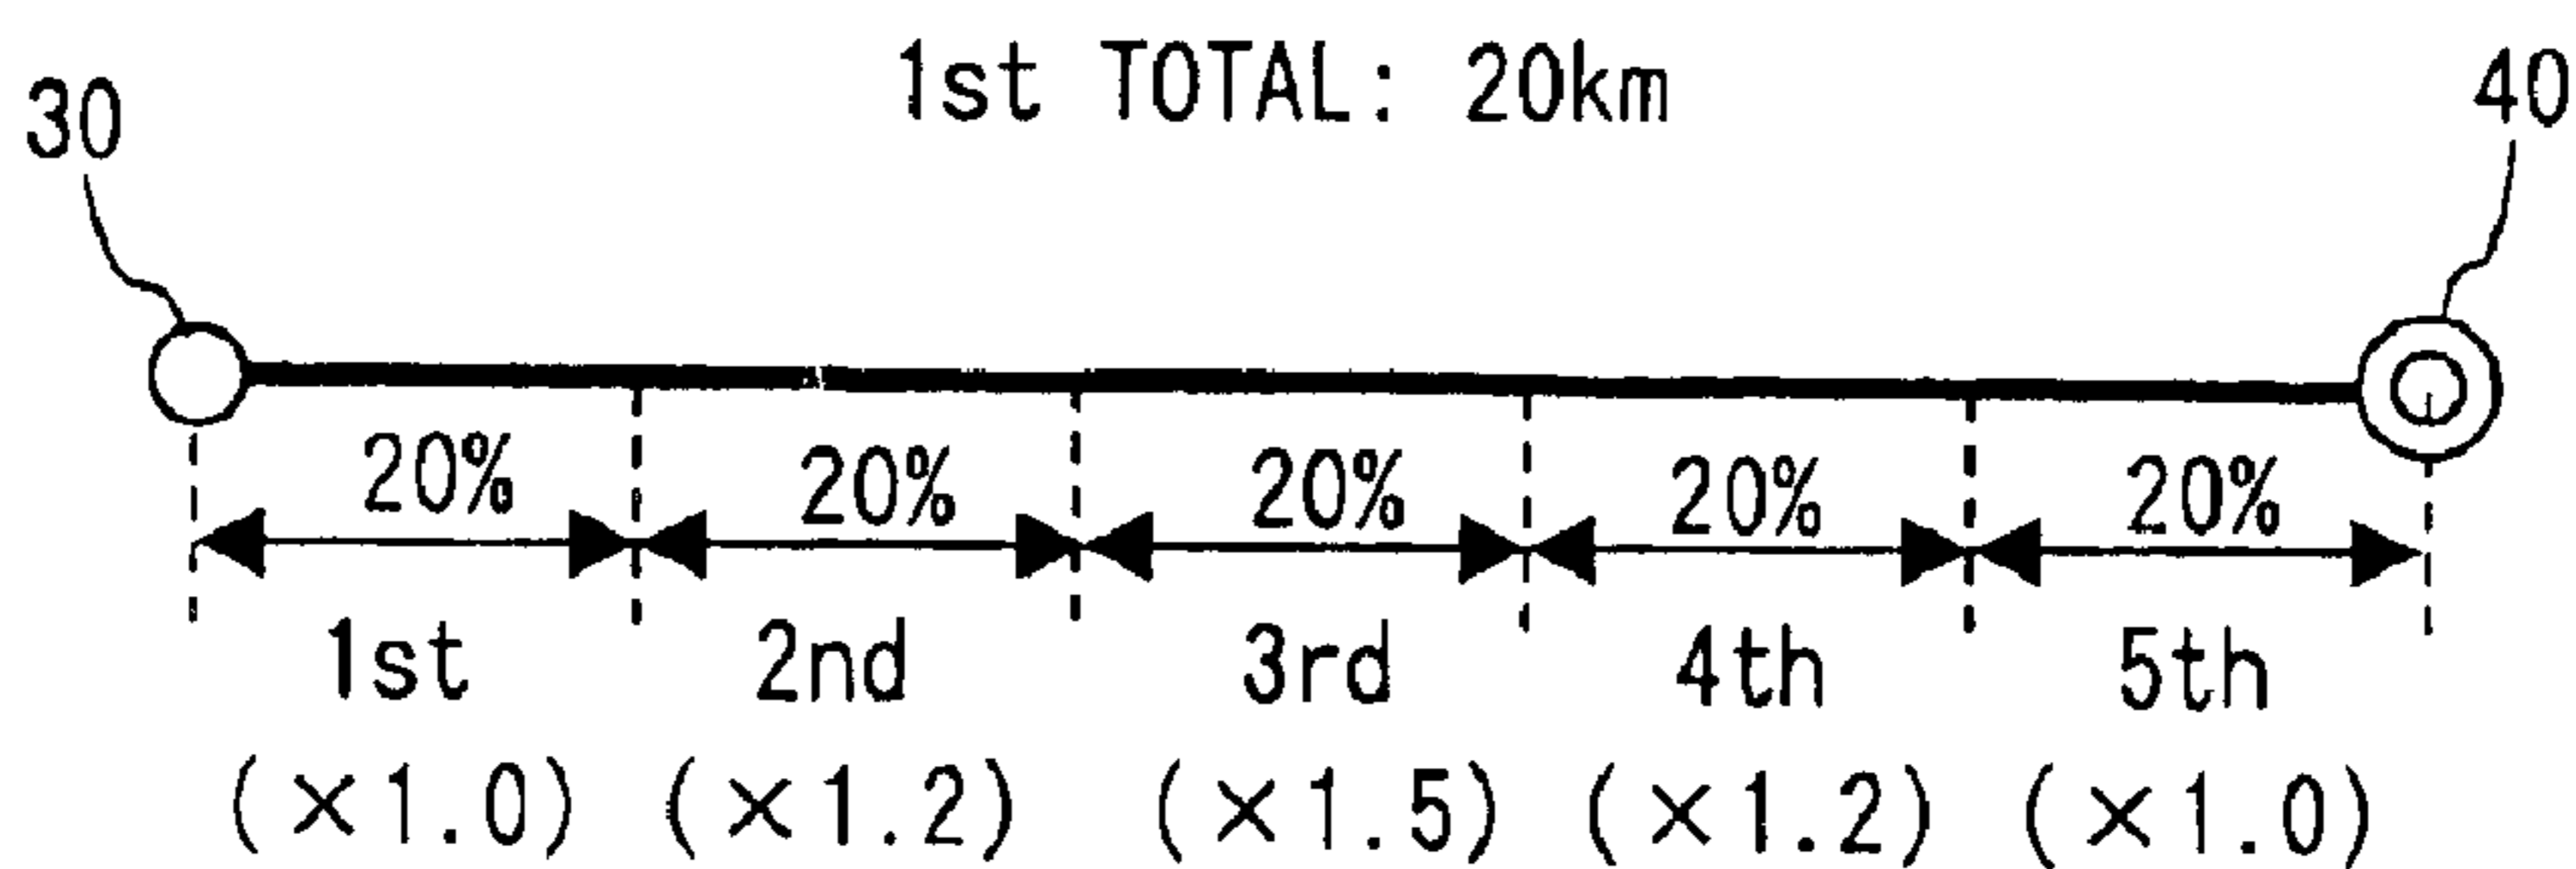 1st TOTAL: 20km
30
40
20% 20% 20% 20% 20%
1st 2nd 3rd 4th 5th
(×1.0) (×1.2) (×1.5) (×1.2) (×1.0)